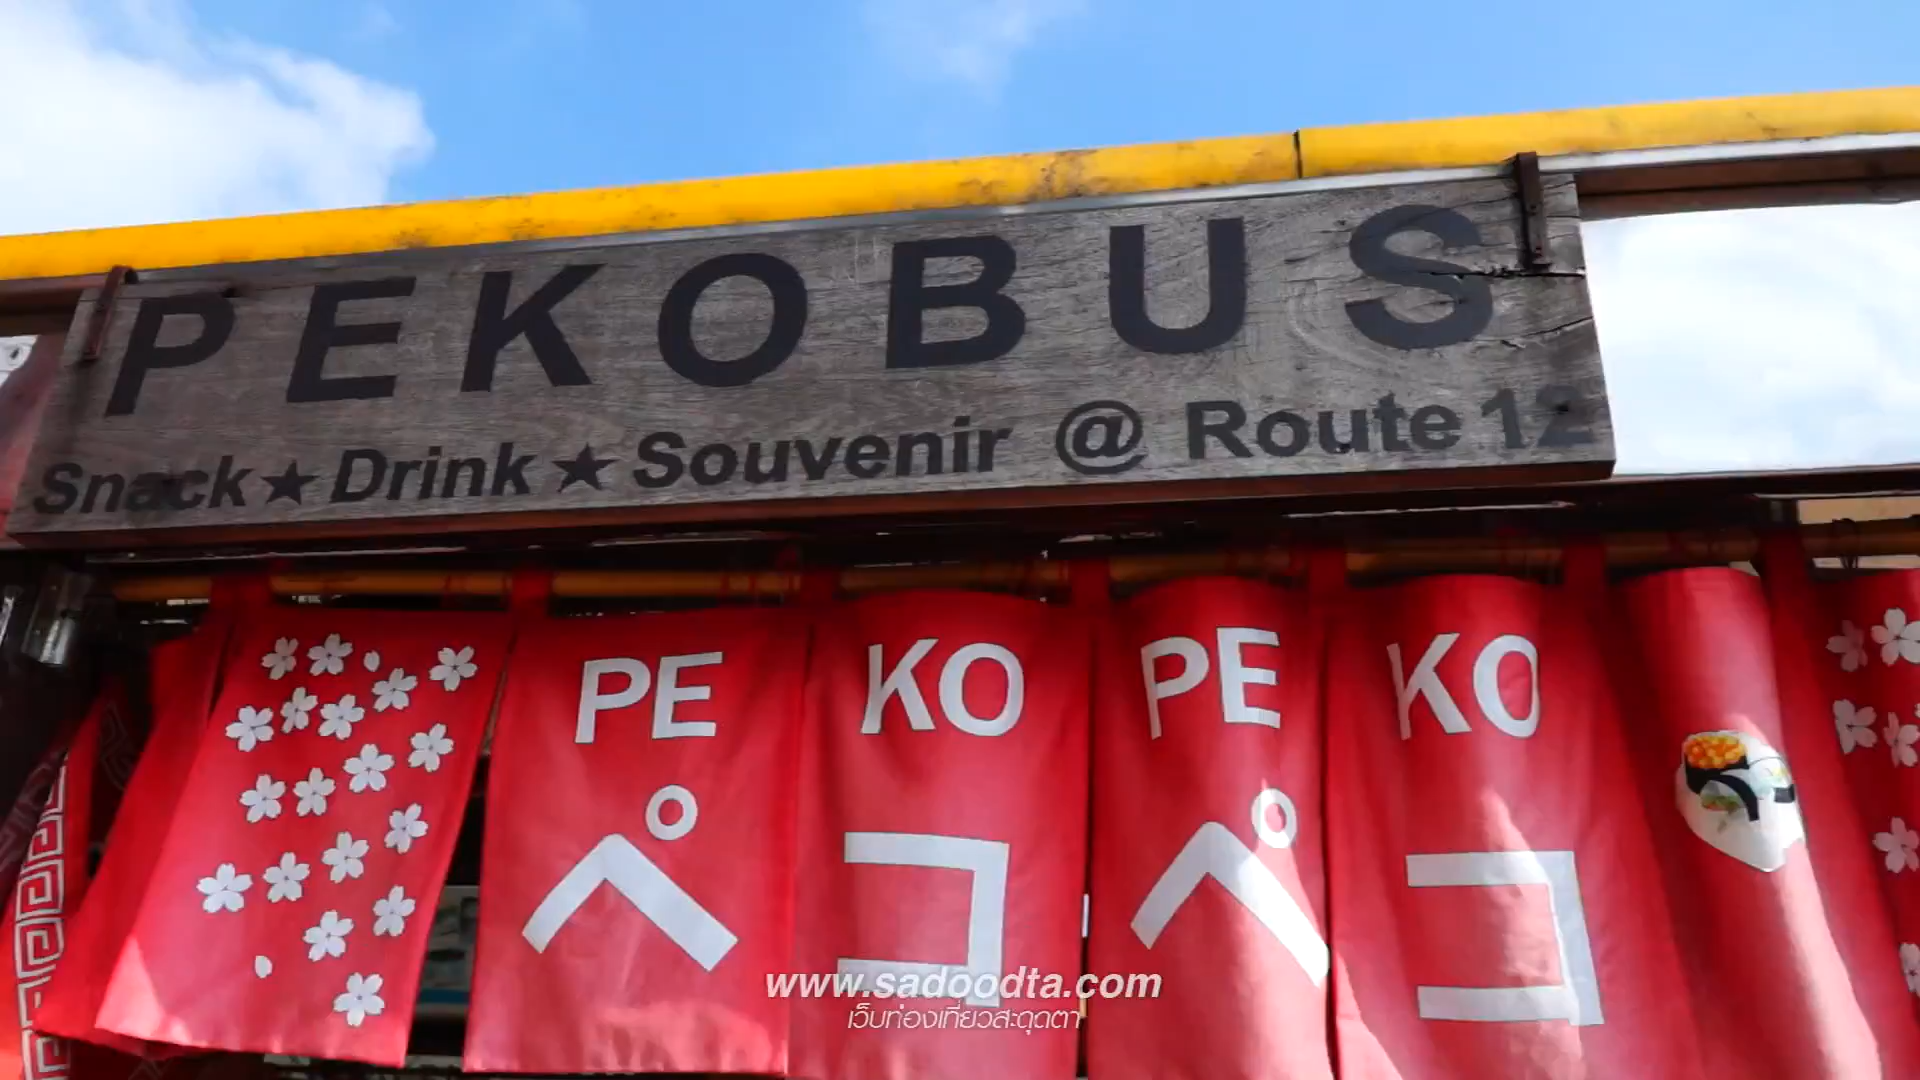 PEKOBUS
Snack★Drink★Souvenir @ Route 12
PE KO PE KO
ペ コ ペ コ
www.sadoodta.com
เว็บท่องเที่ยวสะดุดตา